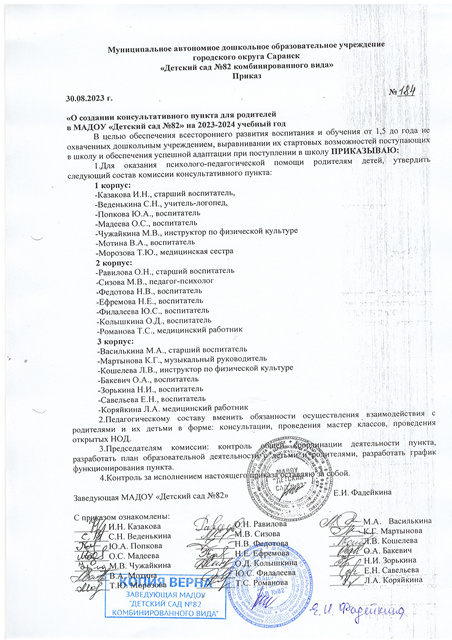 Муниципальное автономное дошкольное образовательное учреждение
городского округа Саранск
«Детский сад №82 комбинированного вида»
Приказ
30.08.2023 г. № 184
«О создании консультативного пункта для родителей
в МАДОУ «Детский сад №82» на 2023-2024 учебный год
В целью обеспечения всестороннего развития воспитания и обучения от 1,5 до года не
охваченных дошкольным учреждением, выравнивании их стартовых возможностей поступающих
в школу и обеспечения успешной адаптации при поступлении в школу ПРИКАЗЫВАЮ:
1.Для оказания психолого-педагогической помощи родителям детей, утвердить
следующий состав комиссии консультативного пункта:
1 корпус:
-Казакова И.Н., старший воспитатель,
-Веденькина С.Н., учитель-логопед,
-Попкова Ю.А., воспитатель
-Мадеева О.С., воспитатель
-Чужайкина М.В., инструктор по физической культуре
-Мотина В.А., воспитатель
-Морозова Т.Ю., медицинская сестра
2 корпус:
-Равилова О.Н., старший воспитатель
-Сизова М.В., педагог-психолог
-Федотова Н.В., воспитатель
-Ефремова Н.Е., воспитатель
-Филалеева Ю.С., воспитатель
-Колышкина О.Д., воспитатель
-Романова Т.С., медицинский работник
3 корпус:
-Василькина М.А., старший воспитатель
-Мартынова К.Г., музыкальный руководитель
-Кошелева Л.В., инструктор по физической культуре
-Бакевич О.А., воспитатель
-Зорькина Н.И., воспитатель
-Савельева Е.Н., воспитатель
-Коряйкина Л.А. медицинский работник
2.Педагогическому составу вменить обязанности осуществления взаимодействия с
родителями и их детьми в форме: консультации, проведения мастер классов, проведения
открытых НОД.
3.Председателям комиссии: контроль общей координации деятельности пункта,
разработать план образовательной деятельности с детьми и родителями, разработать график
функционирования пункта.
4.Контроль за исполнением настоящего приказа оставляю за собой.
Заведующая МАДОУ «Детский сад №82» Е.И. Фадейкина
МАДОУ "ДЕТСКИЙ САД №82"
С приказом ознакомлены:
И.Н. Казакова О.Н. Равилова М.А. Василькина
С.Н. Веденькина М.В. Сизова К.Г. Мартынова
Ю.А. Попкова Н.В. Федотова Л.В. Кошелева
О.С. Мадеева Н.Е. Ефремова О.А. Бакевич
М.В. Чужайкина О.Д. Колышкина Н.И. Зорькина
В.А. Мотина Ю.С. Филалеева Е.Н. Савельева
Т.Ю. Морозова Т.С. Романова Л.А. Коряйкина
КОПИЯ ВЕРНА
ЗАВЕДУЮЩАЯ МАДОУ
"ДЕТСКИЙ САД №82
КОМБИНИРОВАННОГО ВИДА"
Е.И. Фадейкина